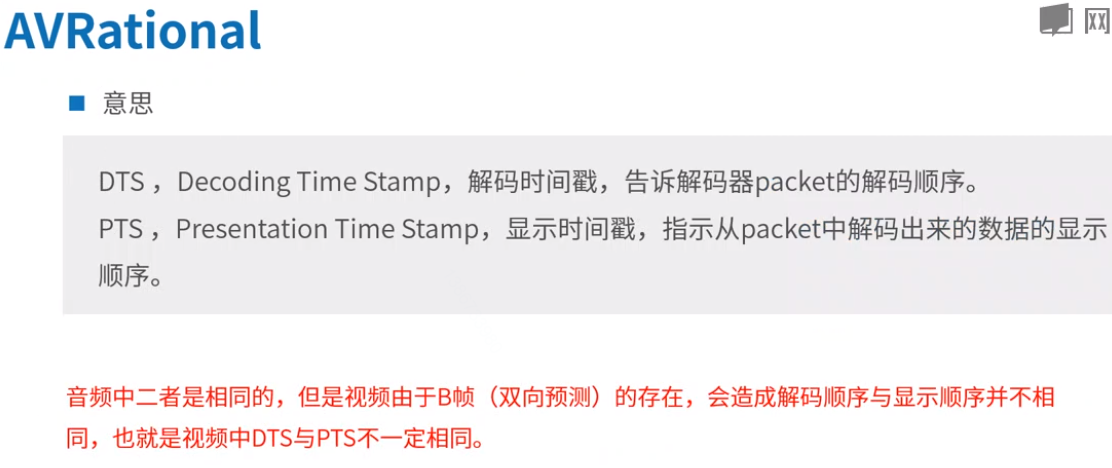 AVRational
意思
DTS ，Decoding Time Stamp，解码时间戳，告诉解码器packet的解码顺序。
PTS ，Presentation Time Stamp，显示时间戳，指示从packet中解码出来的数据的显示
顺序。
音频中二者是相同的，但是视频由于B帧（双向预测）的存在，会造成解码顺序与显示顺序并不相
同，也就是视频中DTS与PTS不一定相同。